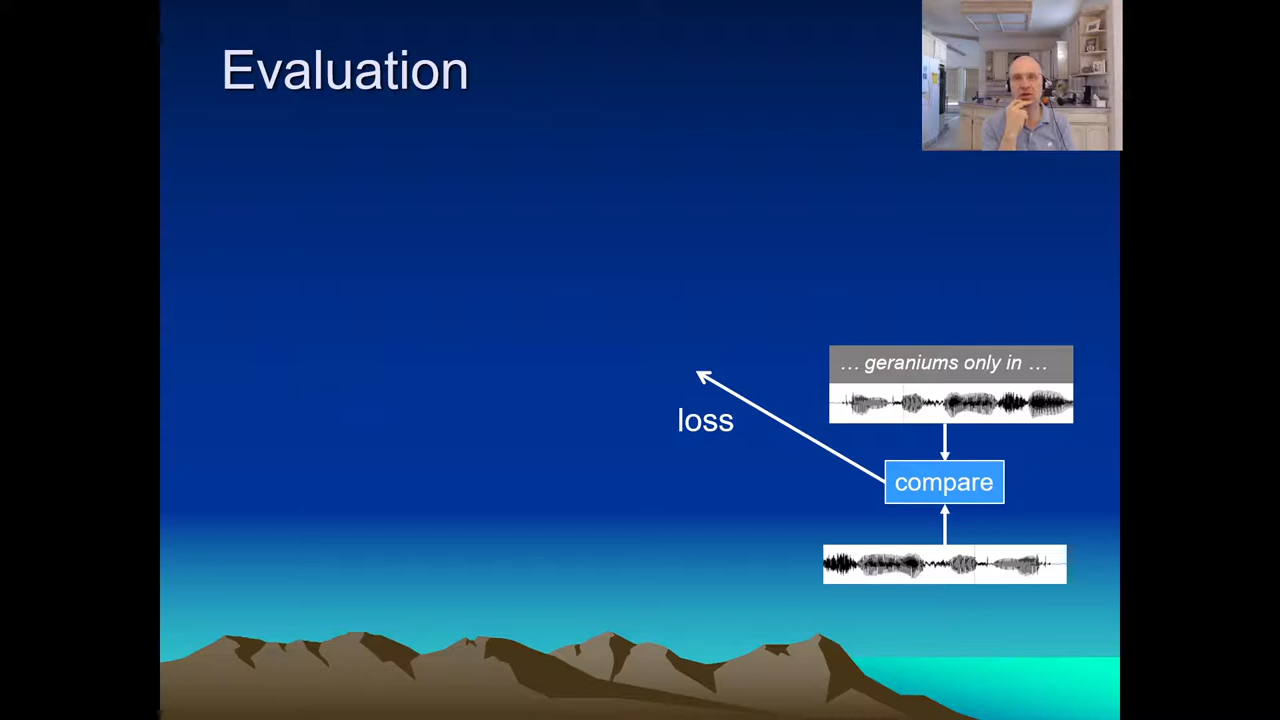 Evaluation
… geraniums only in …
loss
compare